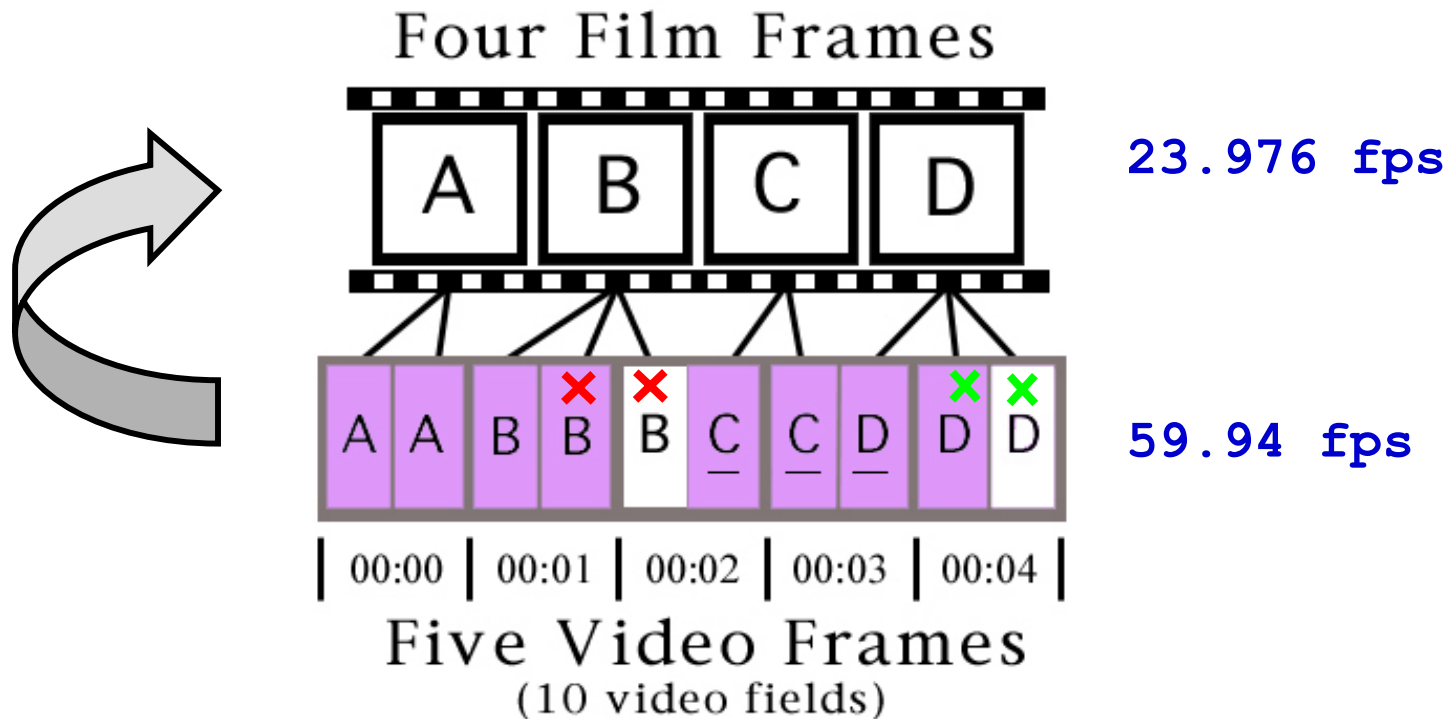 Four Film Frames
A B C D
23.976 fps
A A B B B C C D D D
59.94 fps
00:00 00:01 00:02 00:03 00:04
Five Video Frames
(10 video fields)